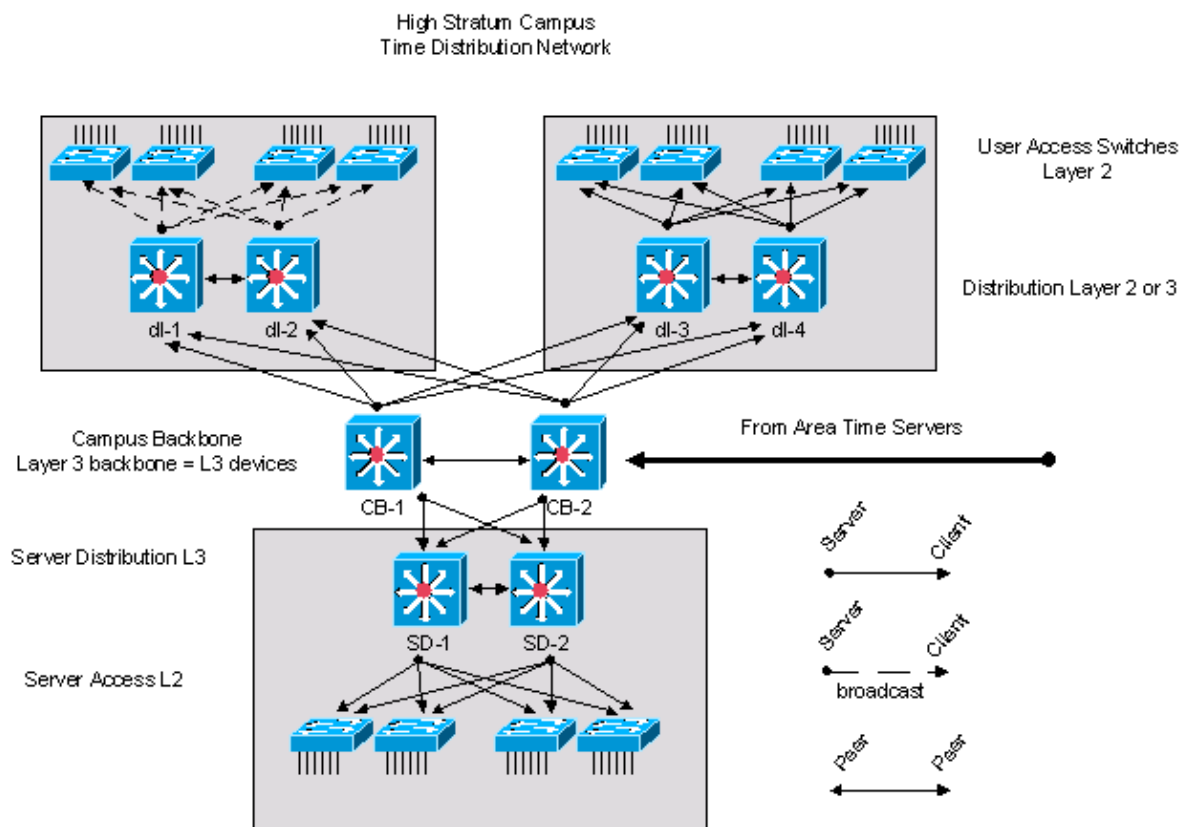 High Stratum Campus
Time Distribution Network
User Access Switches
Layer 2
dl-1
dl-2
dl-3
dl-4
Distribution Layer 2 or 3
Campus Backbone
Layer 3 backbone = L3 devices
From Area Time Servers
CB-1
CB-2
Server Distribution L3
SD-1
SD-2
Server Access L2
Server
Client
Server
Client
broadcast
Peer
Peer